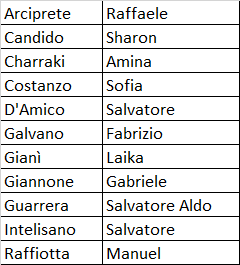 Arciprete Raffaele
Candido Sharon
Charraki Amina
Costanzo Sofia
D'Amico Salvatore
Galvano Fabrizio
Gianì Laika
Giannone Gabriele
Guarrera Salvatore Aldo
Intelisano Salvatore
Raffiotta Manuel